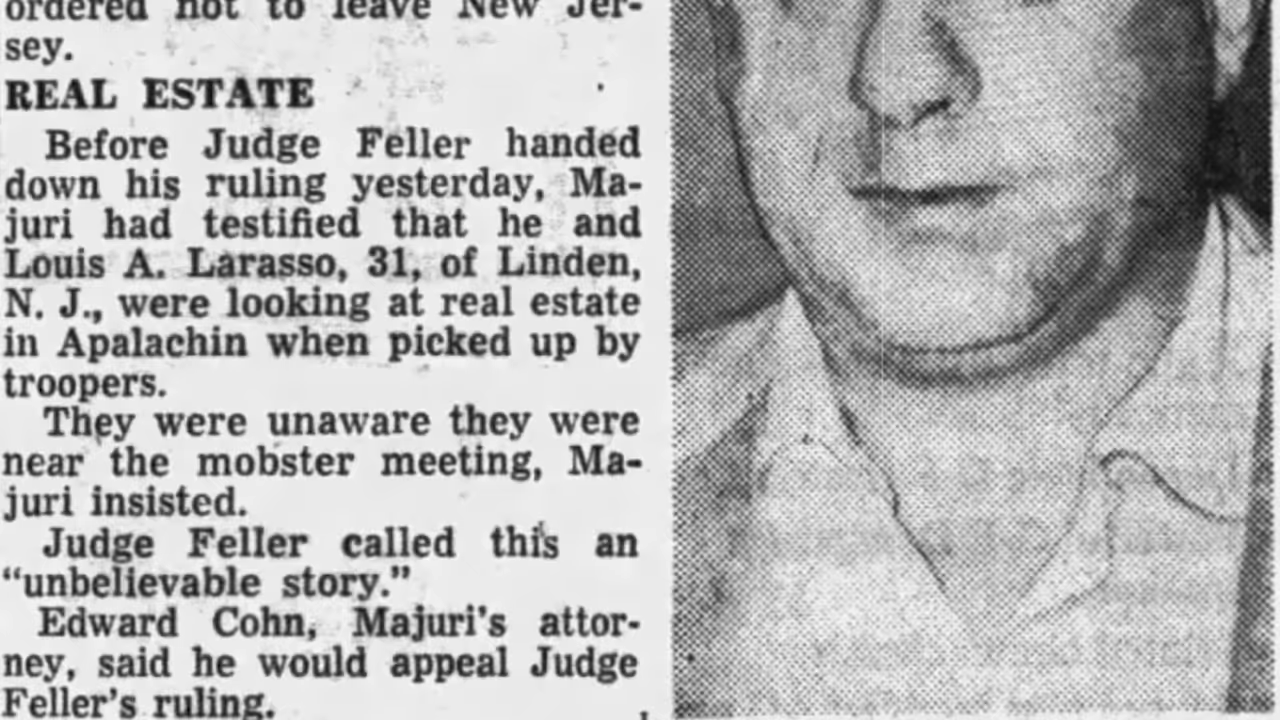 ordered not to leave New Jer-
sey.
REAL ESTATE
Before Judge Feller handed
down his ruling yesterday, Ma-
juri had testified that he and
Louis A. Larasso, 31, of Linden,
N. J., were looking at real estate
in Apalachin when picked up by
troopers.
They were unaware they were
near the mobster meeting, Ma-
juri insisted.
Judge Feller called this an
“unbelievable story.”
Edward Cohn, Majuri's attor-
ney, said he would appeal Judge
Feller's ruling.